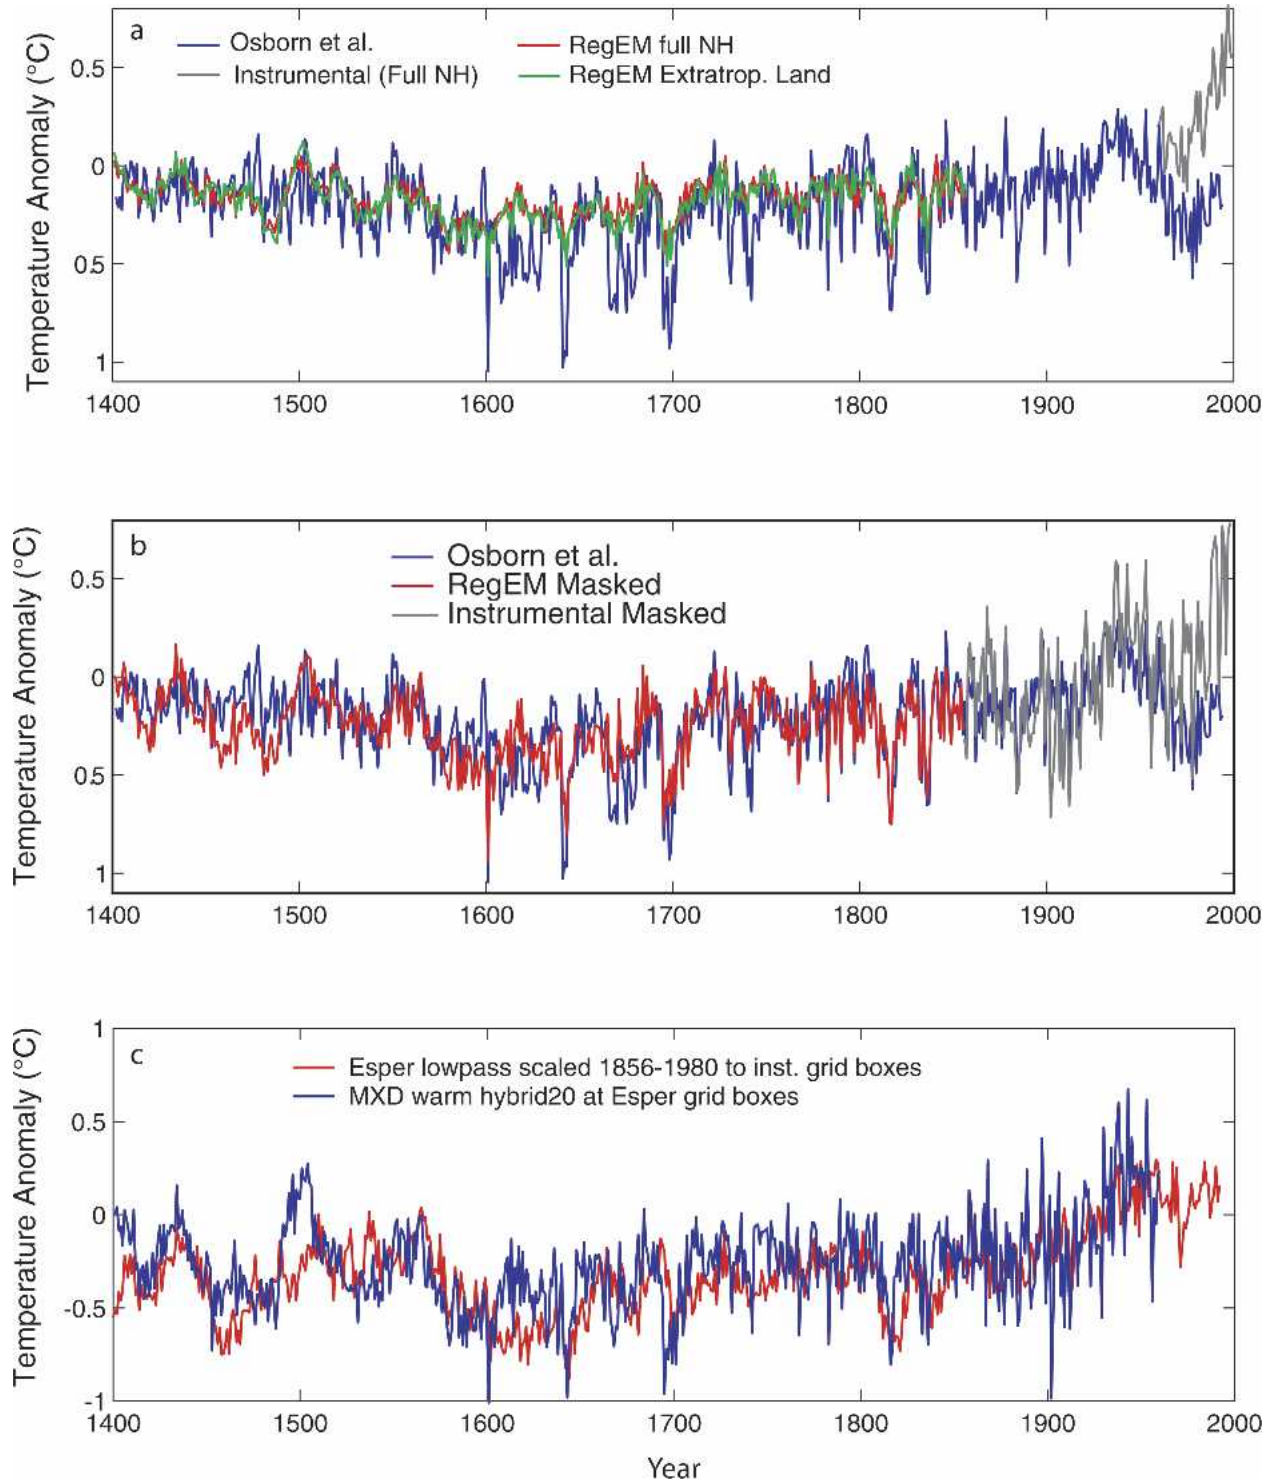 a
Osborn et al.
RegEM full NH
Instrumental (Full NH)
RegEM Extratrop. Land
Temperature Anomaly (°C)
0.5
0
0.5
1
1400 1500 1600 1700 1800 1900 2000
b
Osborn et al.
RegEM Masked
Instrumental Masked
Temperature Anomaly (°C)
0.5
0
0.5
1
1400 1500 1600 1700 1800 1900 2000
c
Esper lowpass scaled 1856-1980 to inst. grid boxes
MXD warm hybrid20 at Esper grid boxes
Temperature Anomaly (°C)
1
0.5
0
-0.5
-1
1400 1500 1600 1700 1800 1900 2000
Year